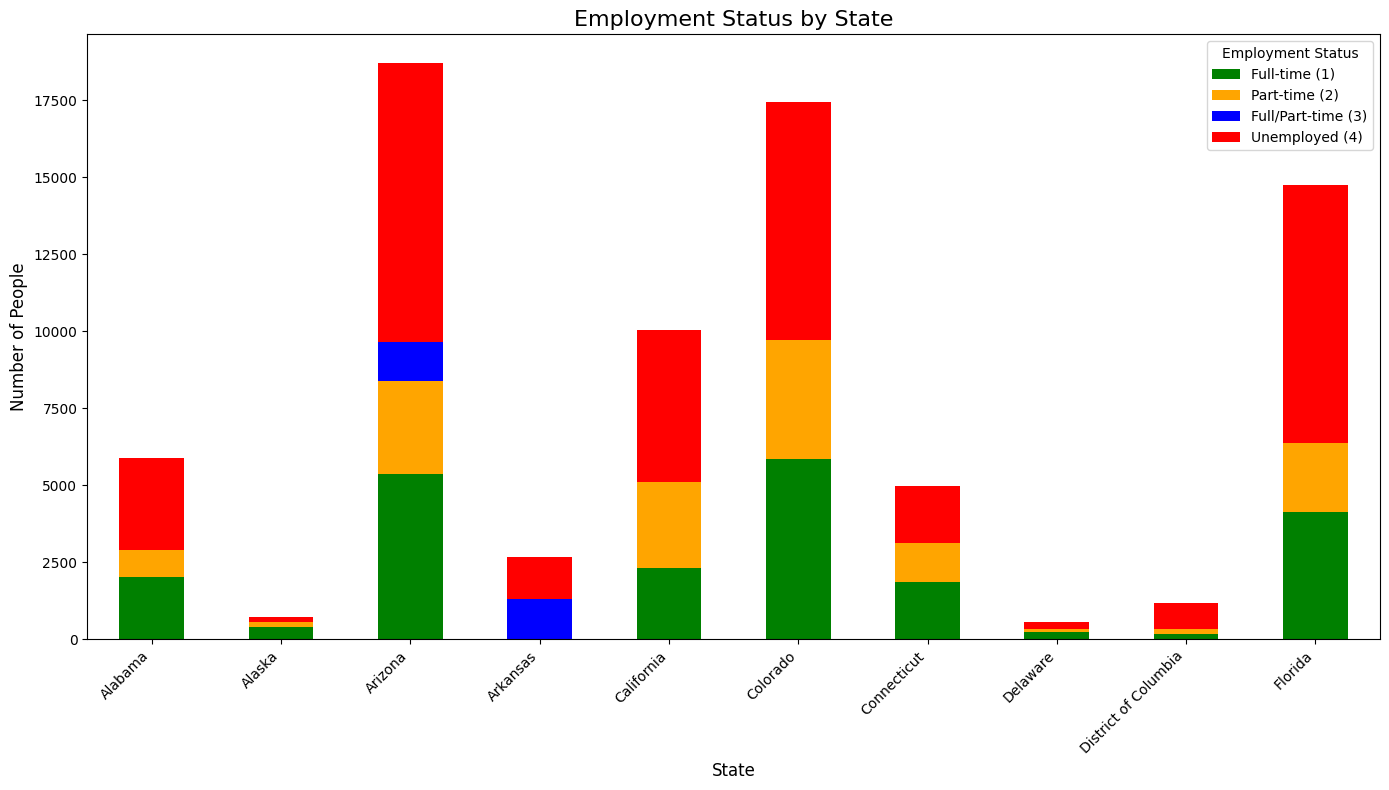 Employment Status by State
Employment Status
Full-time (1)
Part-time (2)
Full/Part-time (3)
Unemployed (4)
Number of People
17500
15000
12500
10000
7500
5000
2500
0
Alabama
Alaska
Arizona
Arkansas
California
Colorado
Connecticut
Delaware
District of Columbia
Florida
State